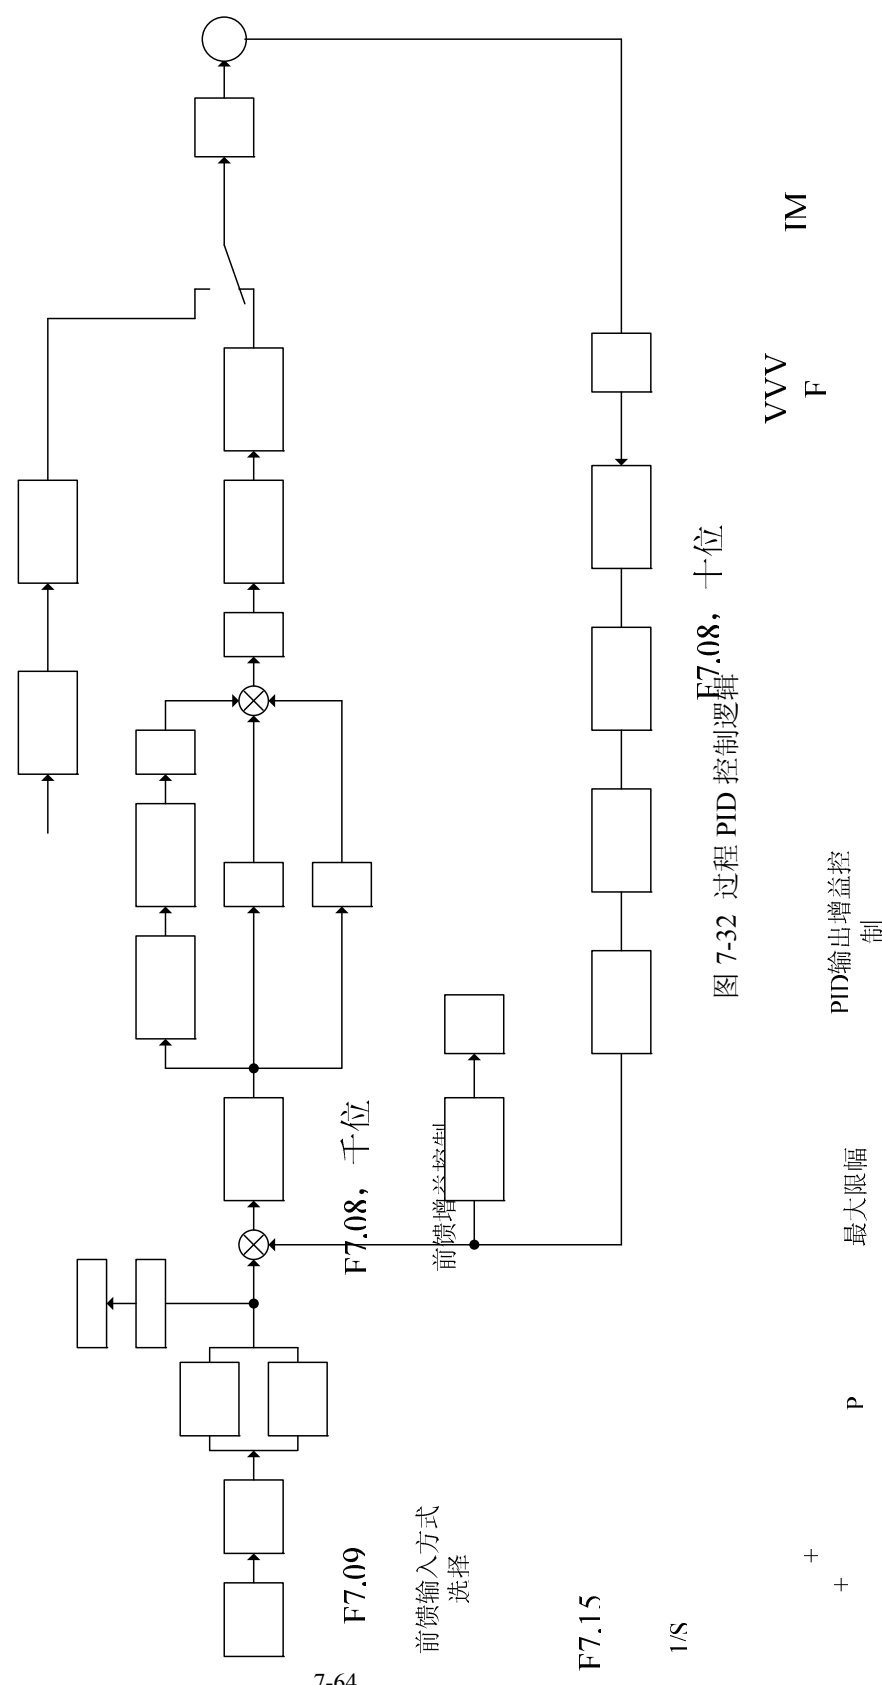 IM
VVV
F
F7.08， 十位
图 7-32 过程 PID 控制逻辑
PID输出增益控
制
F7.08， 千位
前馈增益控制
最大限幅
P
F7.09
前馈输入方式
选择
+
+
F7.15
1/S
7-64